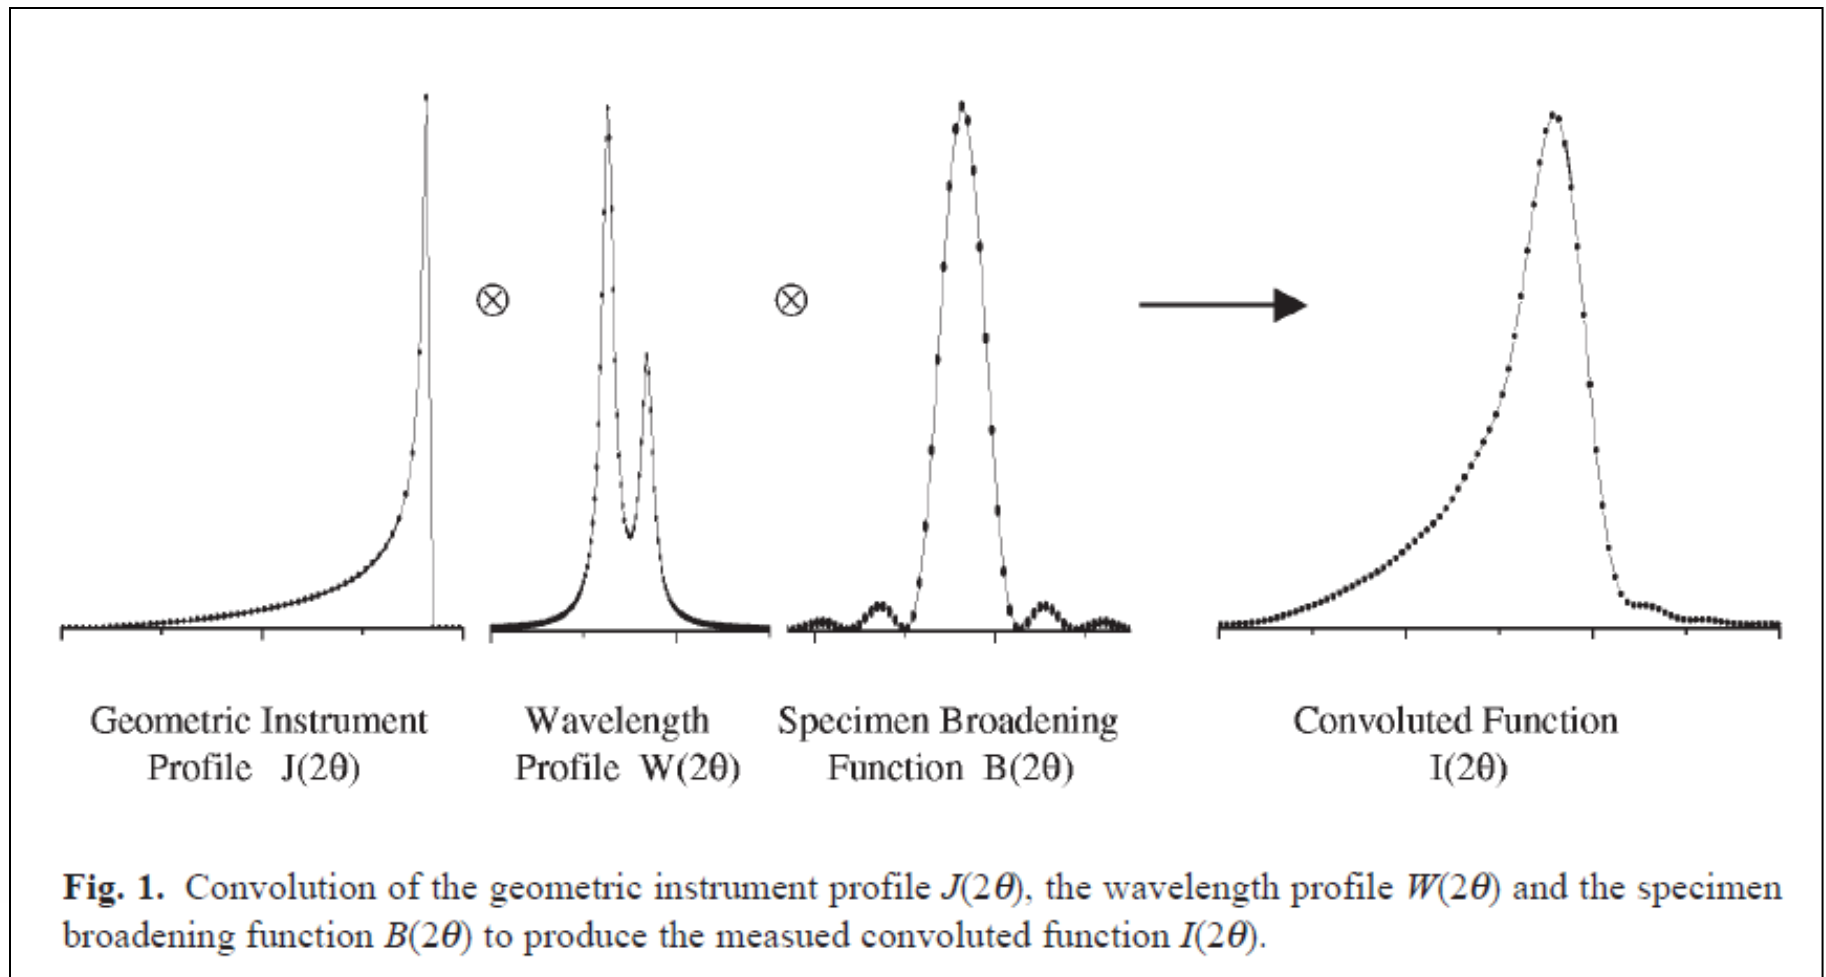 ⊗ ⊗
Geometric Instrument
Profile J(2θ)
Wavelength
Profile W(2θ)
Specimen Broadening
Function B(2θ)
Convoluted Function
I(2θ)
Fig. 1. Convolution of the geometric instrument profile J(2θ), the wavelength profile W(2θ) and the specimen
broadening function B(2θ) to produce the measued convoluted function I(2θ).